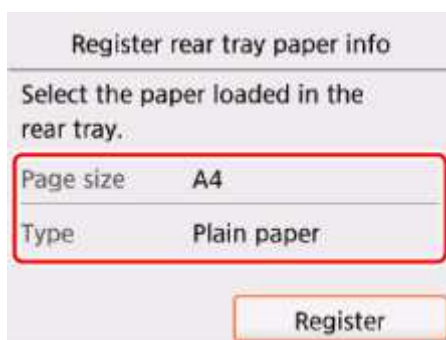 Register rear tray paper info
Select the paper loaded in the
rear tray.
Page size A4
Type Plain paper
Register